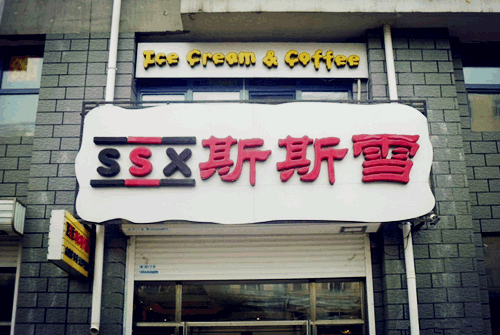 Ice Cream & Coffee
SSX 斯斯雪